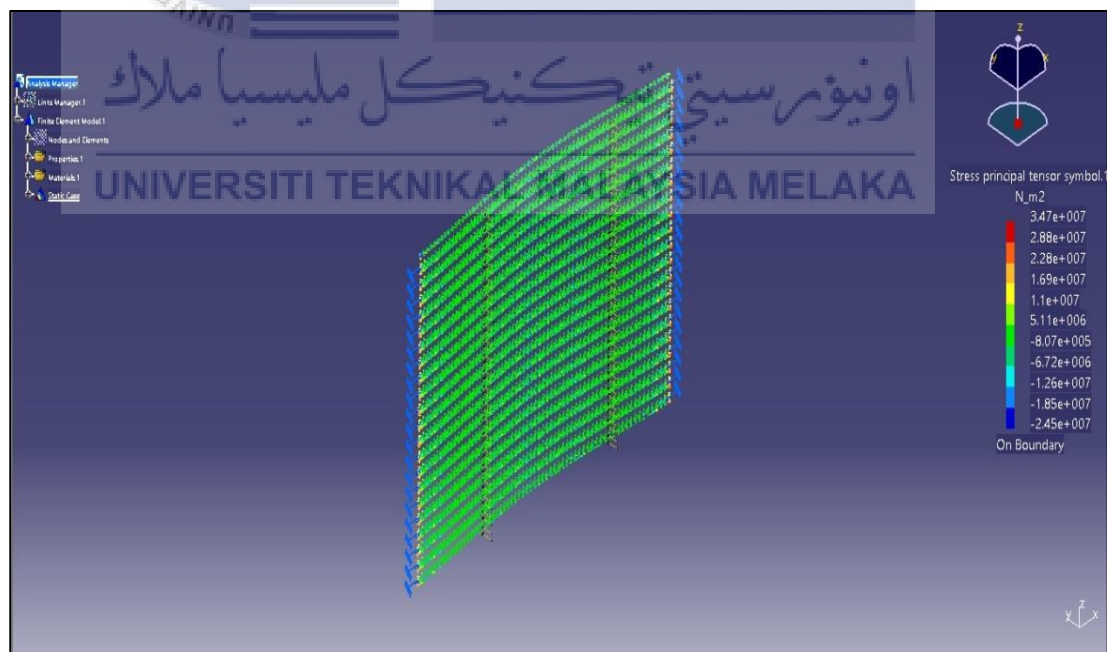 UNIV
اونيۏرسيتي تيكنيكل مليسيا ملاك
UNIVERSITI TEKNIKAL MALAYSIA MELAKA
Analysis Manager
Links Manager.1
Finite Element Model.1
Nodes and Elements
Properties.1
Materials.1
Static Case
z
y
x
Stress principal tensor symbol.1
N_m2
3.47e+007
2.88e+007
2.28e+007
1.69e+007
1.1e+007
5.11e+006
-8.07e+005
-6.72e+006
-1.26e+007
-1.85e+007
-2.45e+007
On Boundary
z
y
x